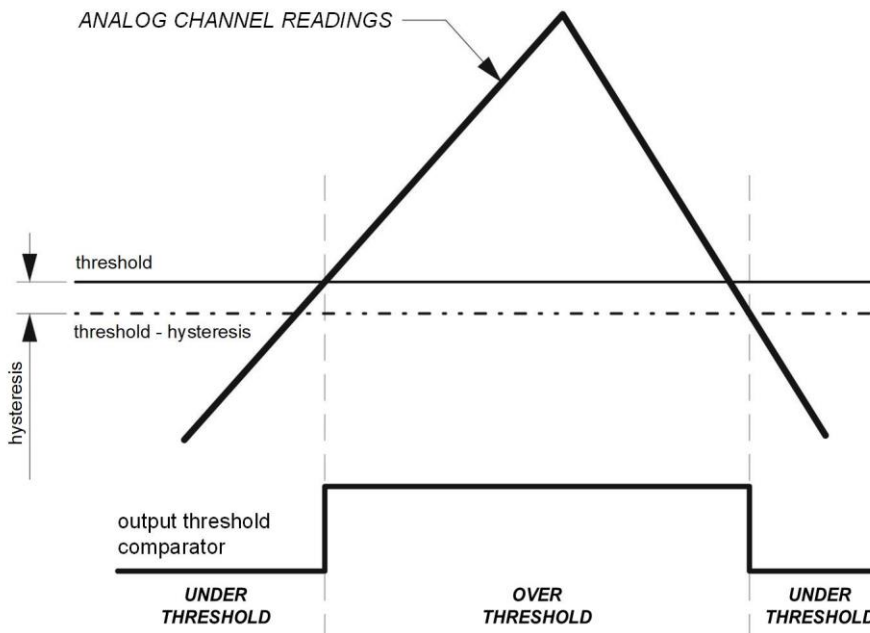 ANALOG CHANNEL READINGS
threshold
threshold - hysteresis
hysteresis
output threshold
comparator
UNDER
THRESHOLD
OVER
THRESHOLD
UNDER
THRESHOLD